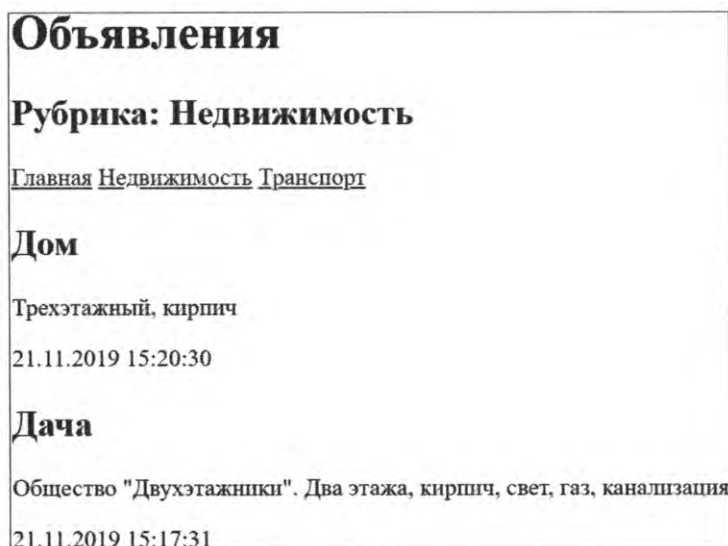 Объявления
Рубрика: Недвижимость
Главная Недвижимость Транспорт
Дом
Трехэтажный, кирпич
21.11.2019 15:20:30
Дача
Общество "Двухэтажники". Два этажа, кирпич, свет, газ, канализация
21.11.2019 15:17:31